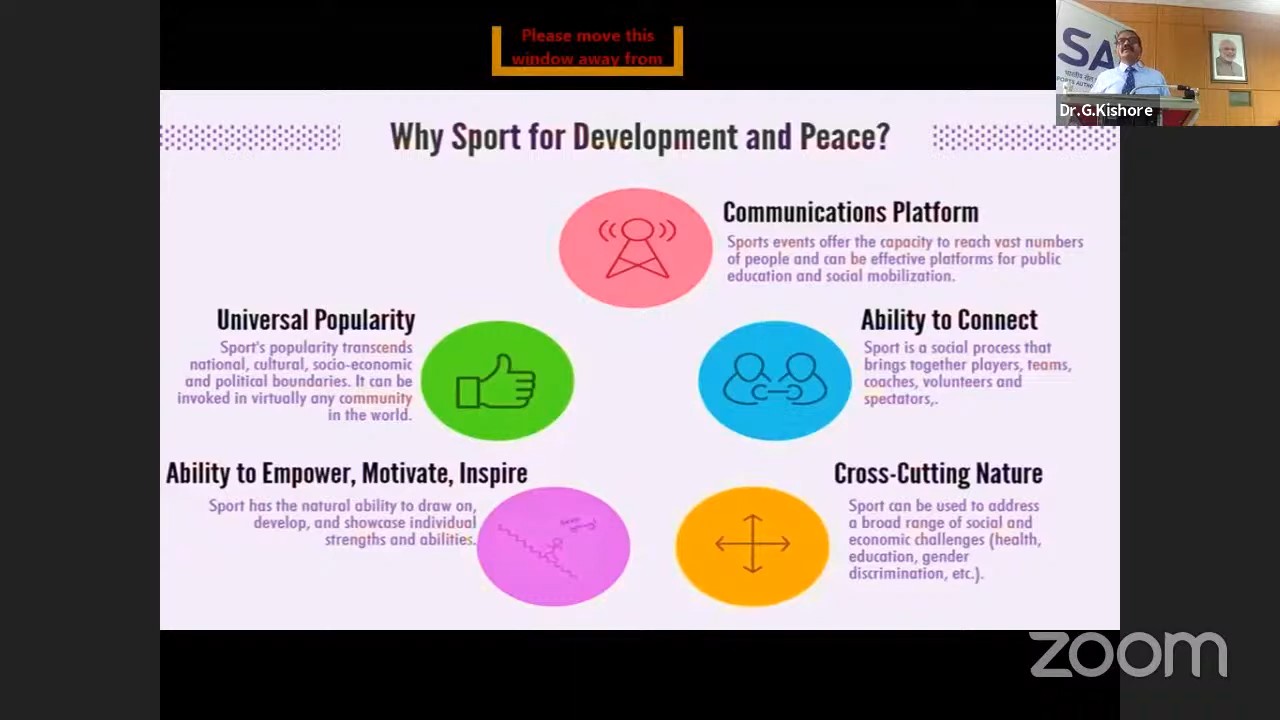 Please move this
window away from
SA
भारतीय खेल
PORTS AUTHO
Dr.G.Kishore
Why Sport for Development and Peace?
Communications Platform
Sports events offer the capacity to reach vast numbers
of people and can be effective platforms for public
education and social mobilization.
Universal Popularity
Sport's popularity transcends
national, cultural, socio-economic
and political boundaries. It can be
invoked in virtually any community
in the world.
Ability to Connect
Sport is a social process that
brings together players, teams,
coaches, volunteers and
spectators,.
Ability to Empower, Motivate, Inspire
Sport has the natural ability to draw on,
develop, and showcase individual
strengths and abilities.
Cross-Cutting Nature
Sport can be used to address
a broad range of social and
economic challenges (health,
education, gender
discrimination, etc.).
zoom